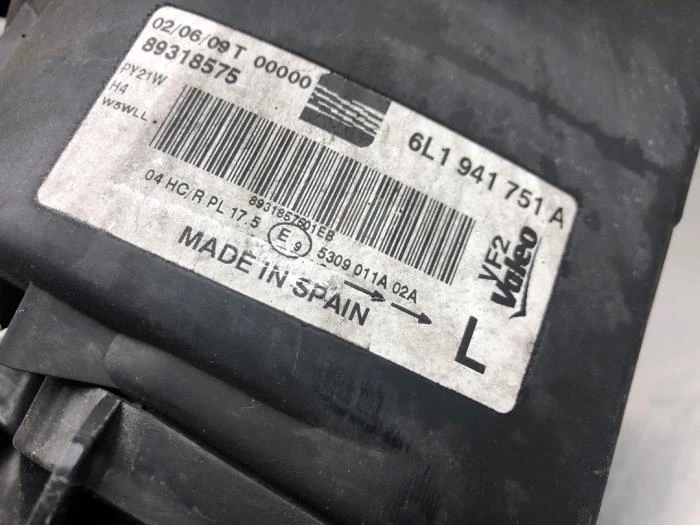 02/06/09 T 00000
89318575
PY21W
H4
W5WLL
6L1 941 751 A
8931857501EB
04 HC/R PL 17.5 E9 5309 011A 02A
MADE iN SPAIN
L
VF2
Valeo